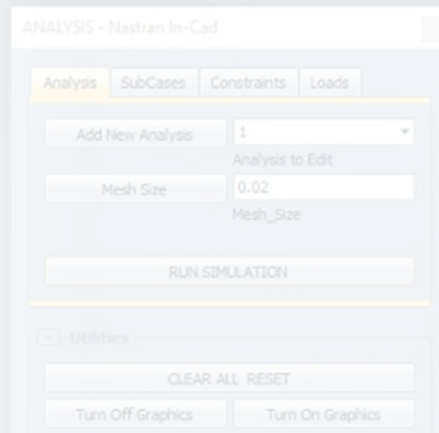 ANALYSIS - Nastran In-Cad
Analysis SubCases Constraints Loads
Add New Analysis 1
Analysis to Edit
Mesh Size 0.02
Mesh_Size
RUN SIMULATION
Utilities
CLEAR ALL RESET
Turn Off Graphics Turn On Graphics